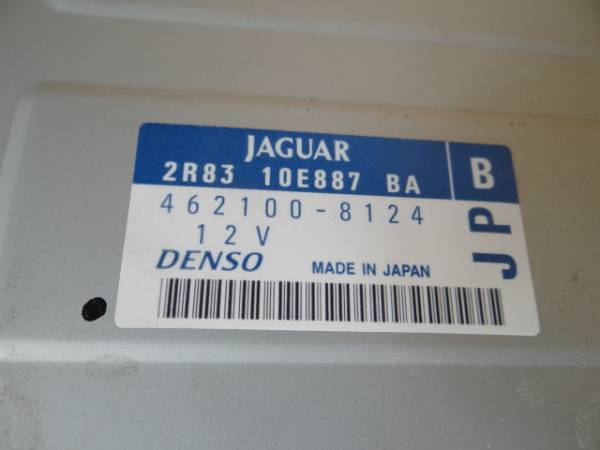 JAGUAR
2R83 10E887 BA
462100-8124
12V
DENSO MADE IN JAPAN
B
JP